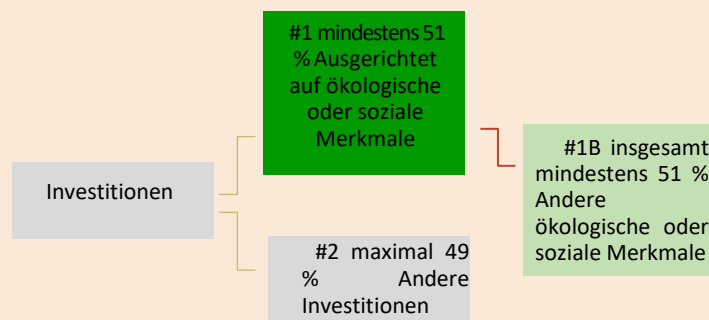 #1 mindestens 51
% Ausgerichtet
auf ökologische
oder soziale
Merkmale
Investitionen
#1B insgesamt
mindestens 51 %
Andere
ökologische oder
soziale Merkmale
#2 maximal 49
% Andere
Investitionen